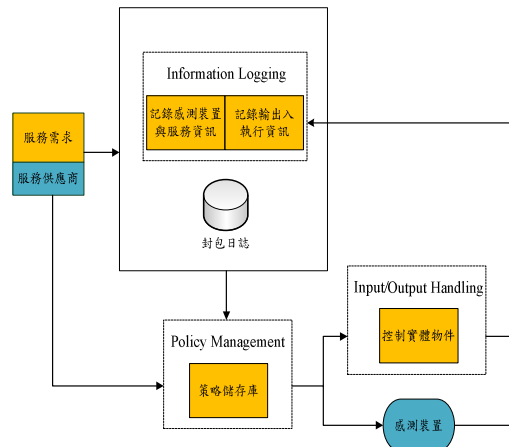 Information Logging
記錄感測裝置
與服務資訊
記錄輸出入
執行資訊
服務需求
服務供應商
封包日誌
Input/Output Handling
控制實體物件
Policy Management
策略儲存庫
感測裝置